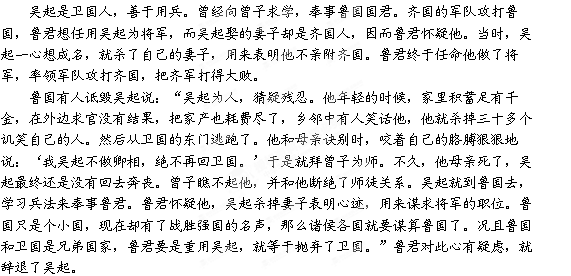 吴起是卫国人，善于用兵。曾经向曾子求学，奉事鲁国国君。齐国的军队攻打鲁
国，鲁君想任用吴起为将军，而吴起娶的妻子却是齐国人，因而鲁君怀疑他。当时，吴
起一心想成名，就杀了自己的妻子，用来表明他不亲附齐国。鲁君终于任命他做了将
军，率领军队攻打齐国，把齐军打得大败。
鲁国有人诋毁吴起说：“吴起为人，猜疑残忍。他年轻的时候，家里积蓄足有千
金，在外边求官没有结果，把家产也耗费尽了，乡邻中有人笑话他，他就杀掉三十多个
讥笑自己的人。然后从卫国的东门逃跑了。他和母亲诀别时，咬着自己的胳膊狠狠地
说：‘我吴起不做卿相，绝不再回卫国。’于是就拜曾子为师。不久，他母亲死了，吴
起最终还是没有回去奔丧。曾子瞧不起他，并和他断绝了师徒关系。吴起就到鲁国去，
学习兵法来奉事鲁君。鲁君怀疑他，吴起杀掉妻子表明心迹，用来谋求将军的职位。鲁
国只是个小国，现在却有了战胜强国的名声，那么诸侯各国就要谋算鲁国了。况且鲁国
和卫国是兄弟国家，鲁君要是重用吴起，就等于抛弃了卫国。”鲁君对此心有疑虑，就
辞退了吴起。